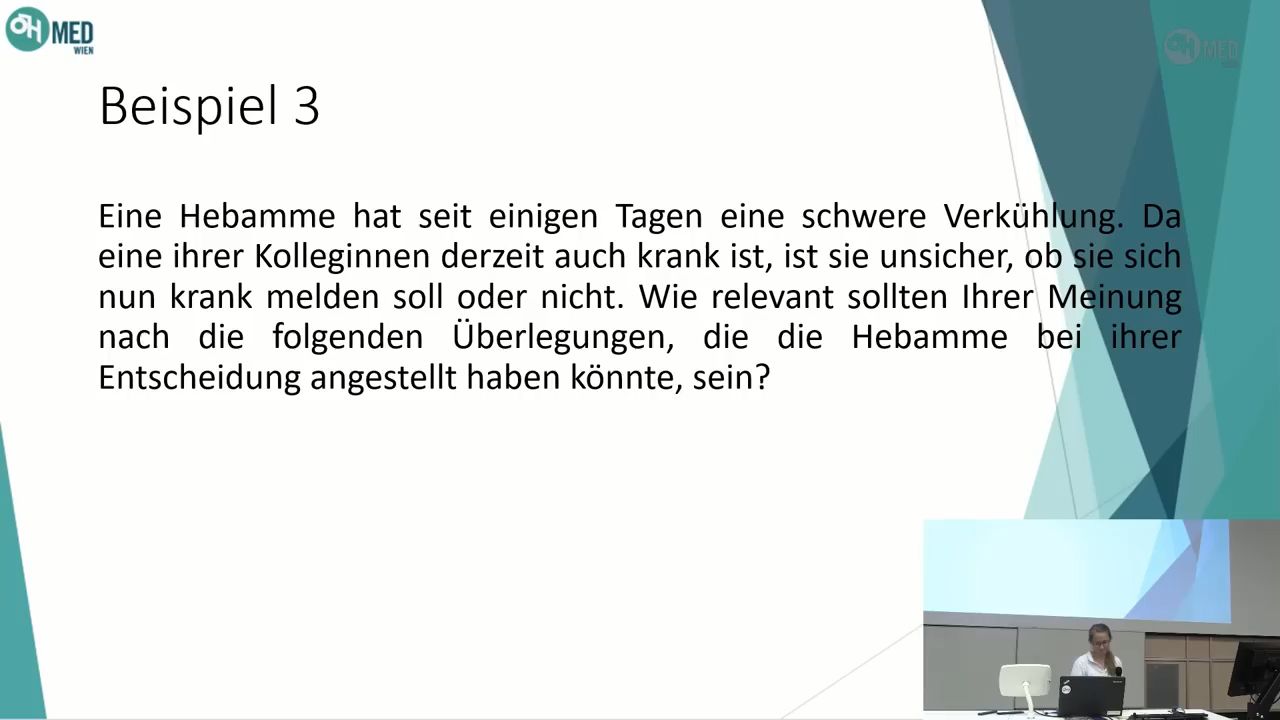 ÖH MED
WIEN
ÖH MED
Beispiel 3
Eine Hebamme hat seit einigen Tagen eine schwere Verkühlung. Da
eine ihrer Kolleginnen derzeit auch krank ist, ist sie unsicher, ob sie sich
nun krank melden soll oder nicht. Wie relevant sollten Ihrer Meinung
nach die folgenden Überlegungen, die die Hebamme bei ihrer
Entscheidung angestellt haben könnte, sein?